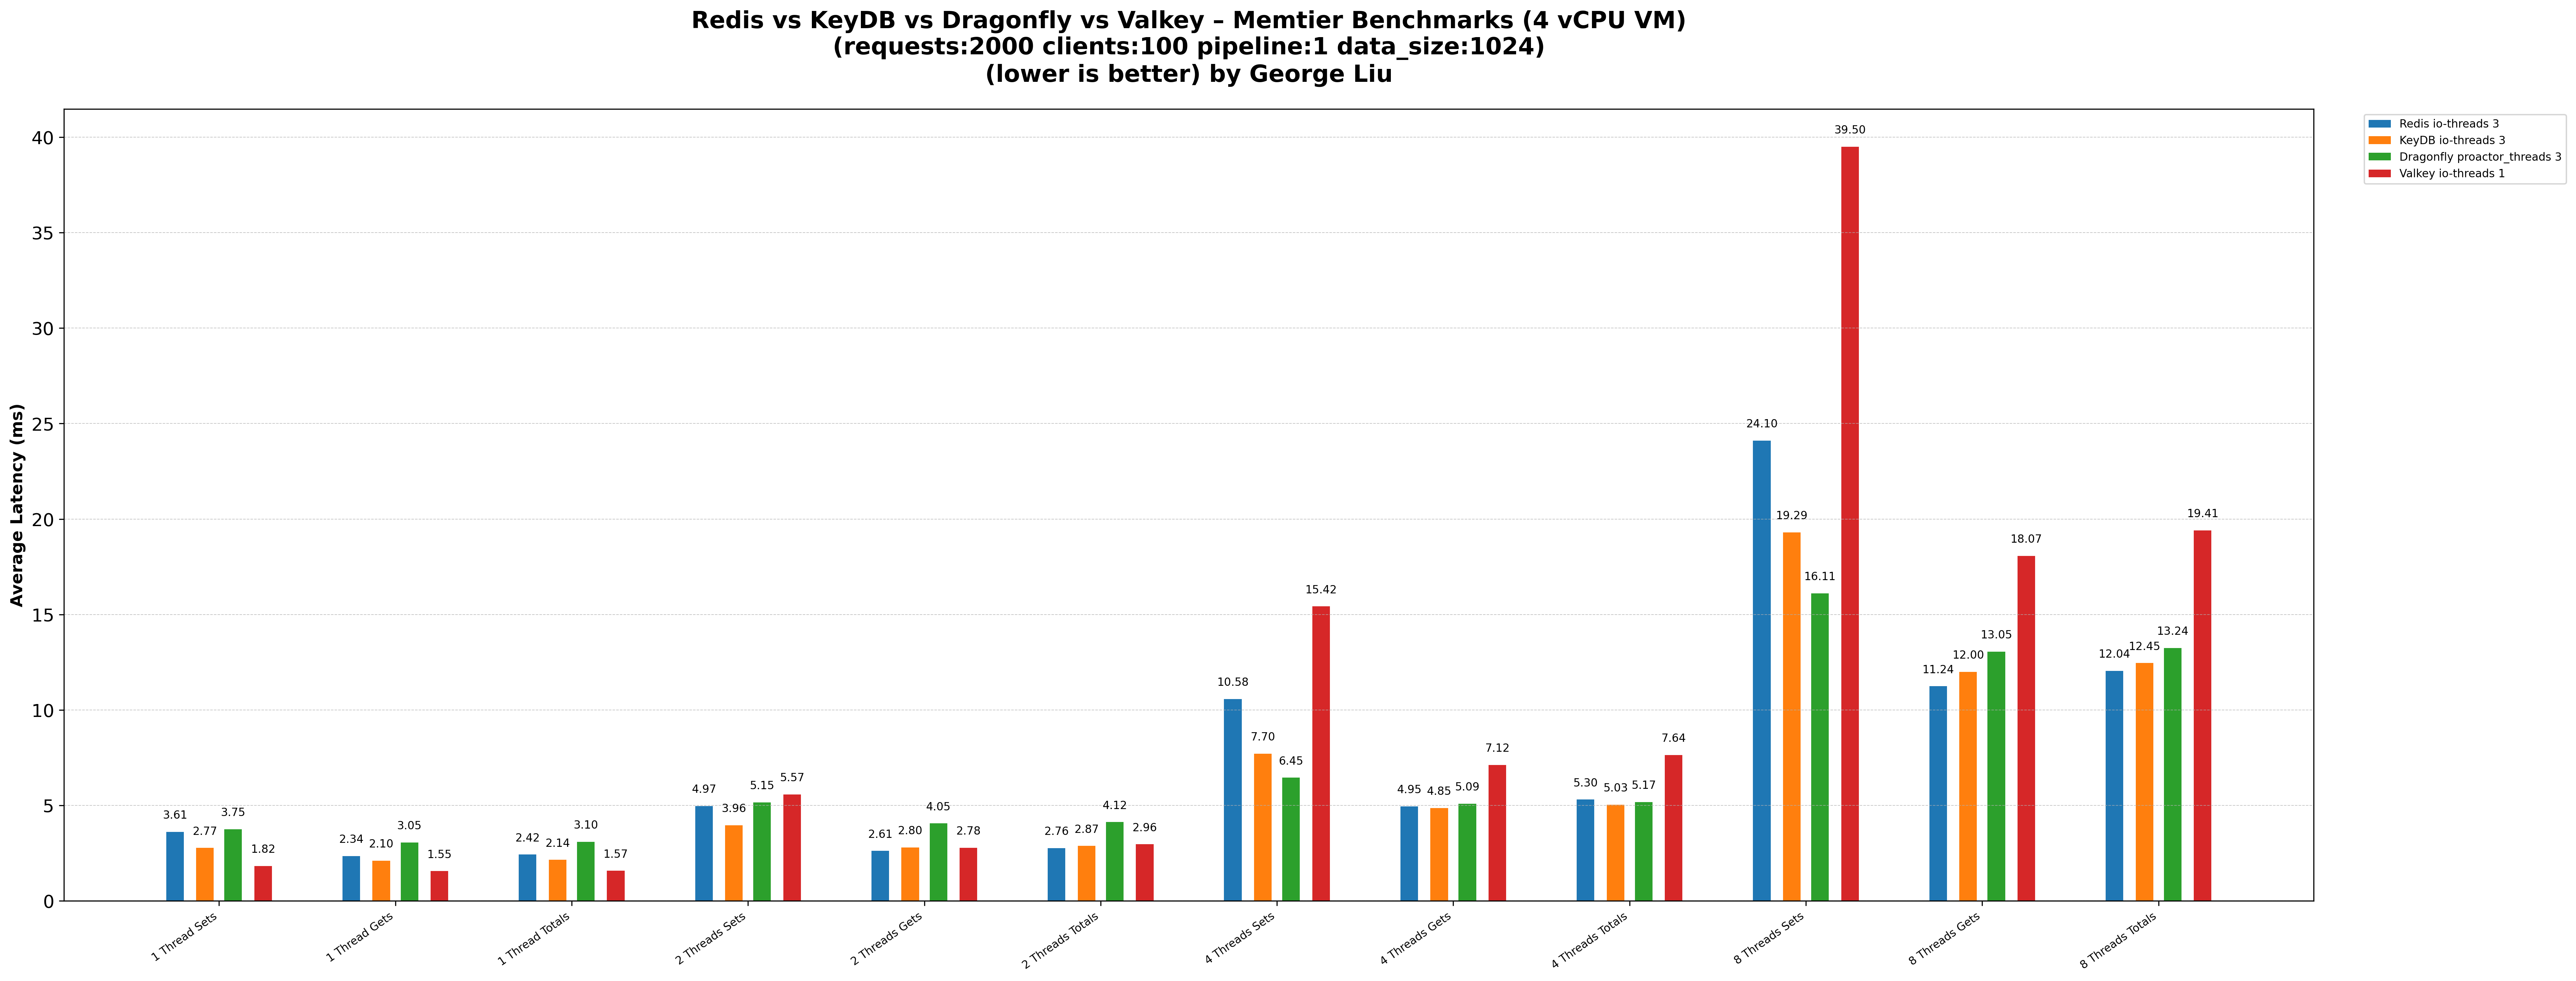 Redis vs KeyDB vs Dragonfly vs Valkey – Memtier Benchmarks (4 vCPU VM)
(requests:2000 clients:100 pipeline:1 data_size:1024)
(lower is better) by George Liu
Redis io-threads 3
KeyDB io-threads 3
Dragonfly proactor_threads 3
Valkey io-threads 1
Average Latency (ms)
40
35
30
25
20
15
10
5
0
3.61
2.77
3.75
1.82
2.34
2.10
3.05
1.55
2.42
2.14
3.10
1.57
4.97
3.96
5.15
5.57
2.61
2.80
4.05
2.78
2.76
2.87
4.12
2.96
10.58
7.70
6.45
15.42
4.95
4.85
5.09
7.12
5.30
5.03
5.17
7.64
24.10
19.29
16.11
39.50
11.24
12.00
13.05
18.07
12.04
12.45
13.24
19.41
1 Thread Sets
1 Thread Gets
1 Thread Totals
2 Threads Sets
2 Threads Gets
2 Threads Totals
4 Threads Sets
4 Threads Gets
4 Threads Totals
8 Threads Sets
8 Threads Gets
8 Threads Totals